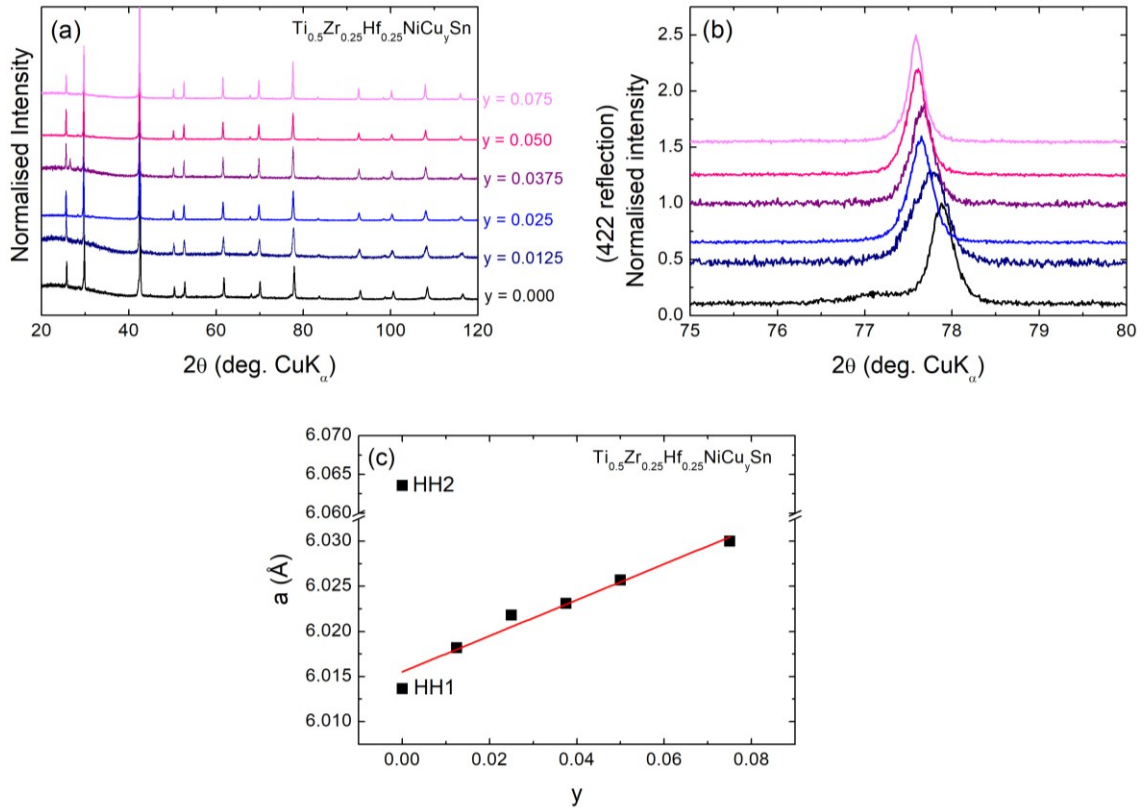 (a)
Ti0.5Zr0.25Hf0.25NiCuySn
y = 0.075
y = 0.050
y = 0.0375
y = 0.025
y = 0.0125
y = 0.000
Normalised Intensity
20 40 60 80 100 120
2θ (deg. CuKα)
(b)
2.5
2.0
1.5
1.0
0.5
0.0
(422 reflection)
Normalised intensity
75 76 77 78 79 80
2θ (deg. CuKα)
(c)
Ti0.5Zr0.25Hf0.25NiCuySn
6.070
6.065
6.060
6.030
6.025
6.020
6.015
6.010
HH2
HH1
a (Å)
0.00 0.02 0.04 0.06 0.08
y